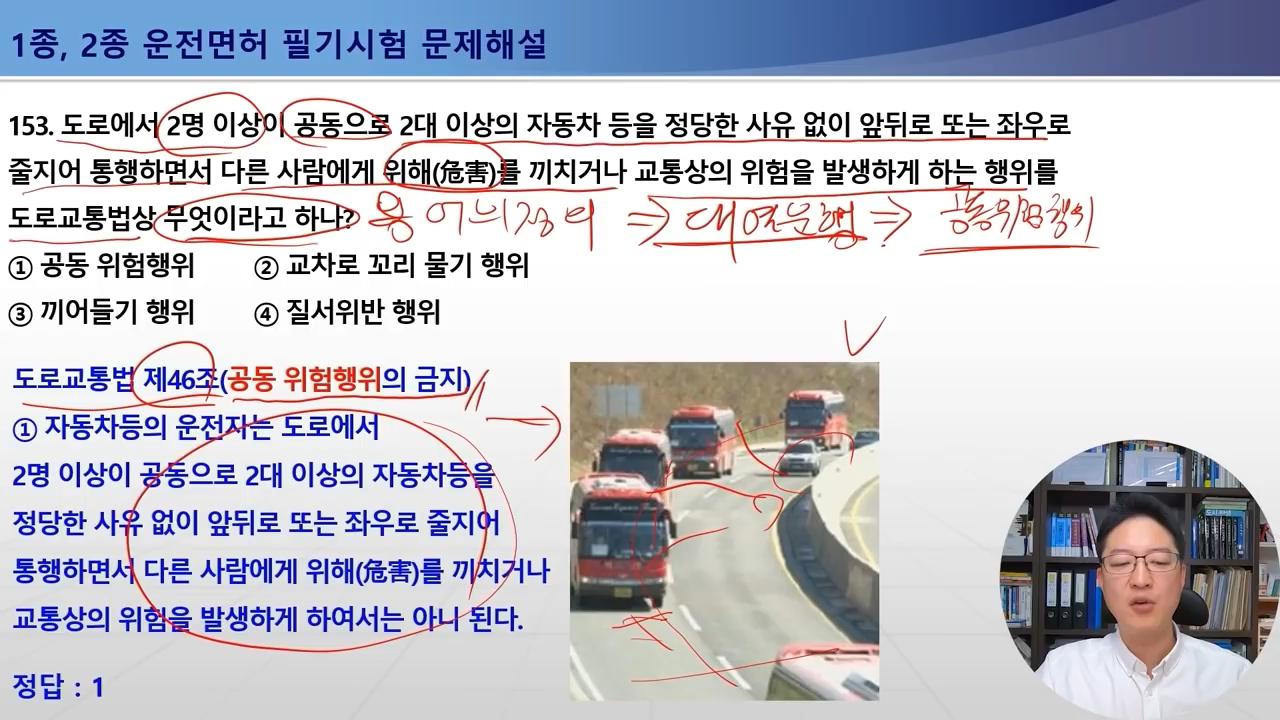 1종, 2종 운전면허 필기시험 문제해설
153. 도로에서 2명 이상이 공동으로 2대 이상의 자동차 등을 정당한 사유 없이 앞뒤로 또는 좌우로
줄지어 통행하면서 다른 사람에게 위해(危害)를 끼치거나 교통상의 위험을 발생하게 하는 행위를
도로교통법상 무엇이라고 하나? 용어의정의 ⇒ 대열운행 ⇒ 공동위험행위
① 공동 위험행위 ② 교차로 꼬리 물기 행위
③ 끼어들기 행위 ④ 질서위반 행위
도로교통법 제46조(공동 위험행위의 금지)
① 자동차등의 운전자는 도로에서
2명 이상이 공동으로 2대 이상의 자동차등을
정당한 사유 없이 앞뒤로 또는 좌우로 줄지어
통행하면서 다른 사람에게 위해(危害)를 끼치거나
교통상의 위험을 발생하게 하여서는 아니 된다.
정답 : 1